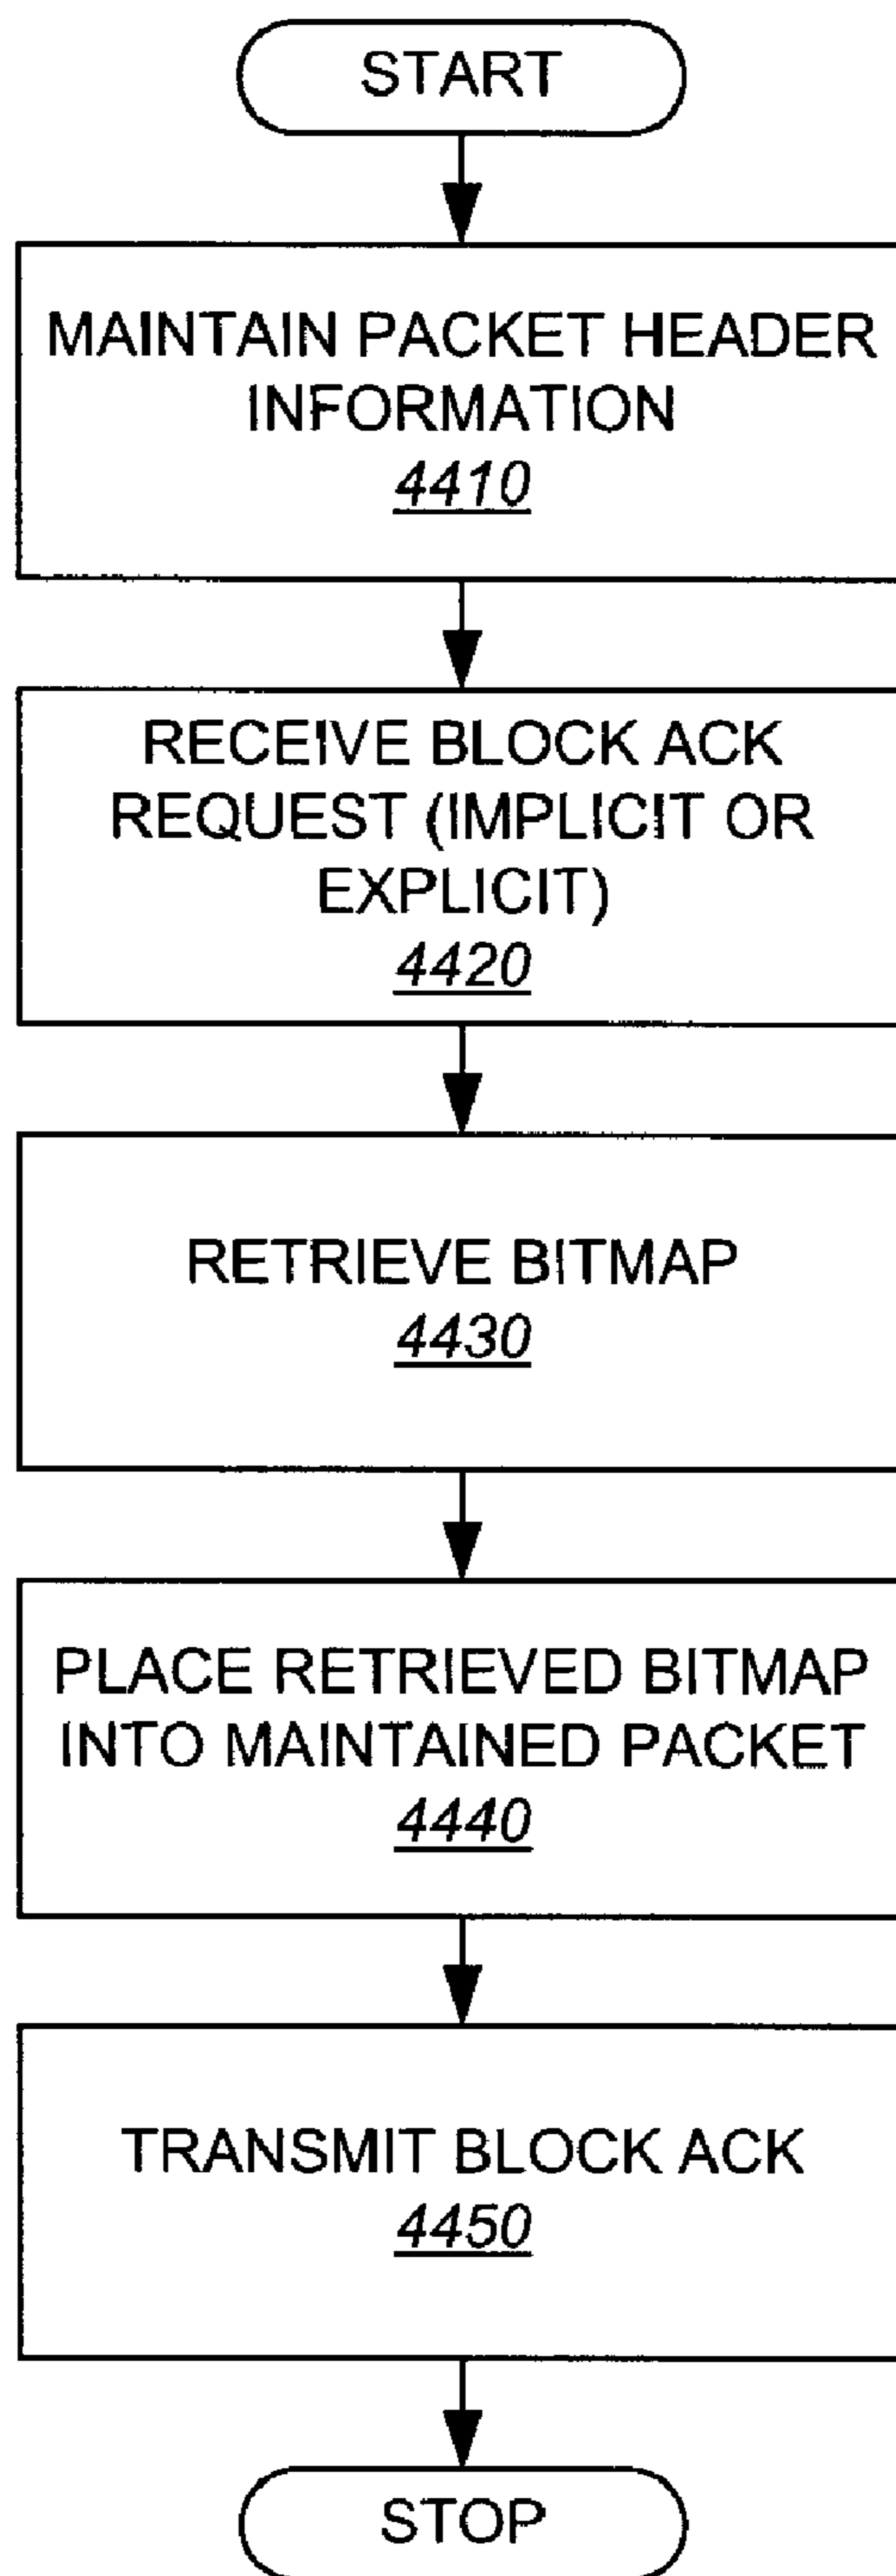 START
MAINTAIN PACKET HEADER
INFORMATION
4410
RECEIVE BLOCK ACK
REQUEST (IMPLICIT OR
EXPLICIT)
4420
RETRIEVE BITMAP
4430
PLACE RETRIEVED BITMAP
INTO MAINTAINED PACKET
4440
TRANSMIT BLOCK ACK
4450
STOP